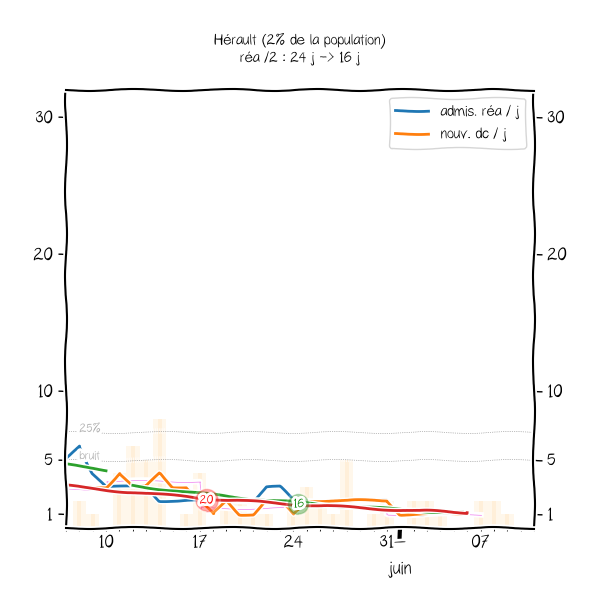 Hérault (2% de la population)
réa /2 : 24 j -> 16 j
admis. réa / j
nouv. dc / j
30 30
20 20
10 10
25%
5 bruit 5
20 16
1 1
10 17 24 31 07
juin